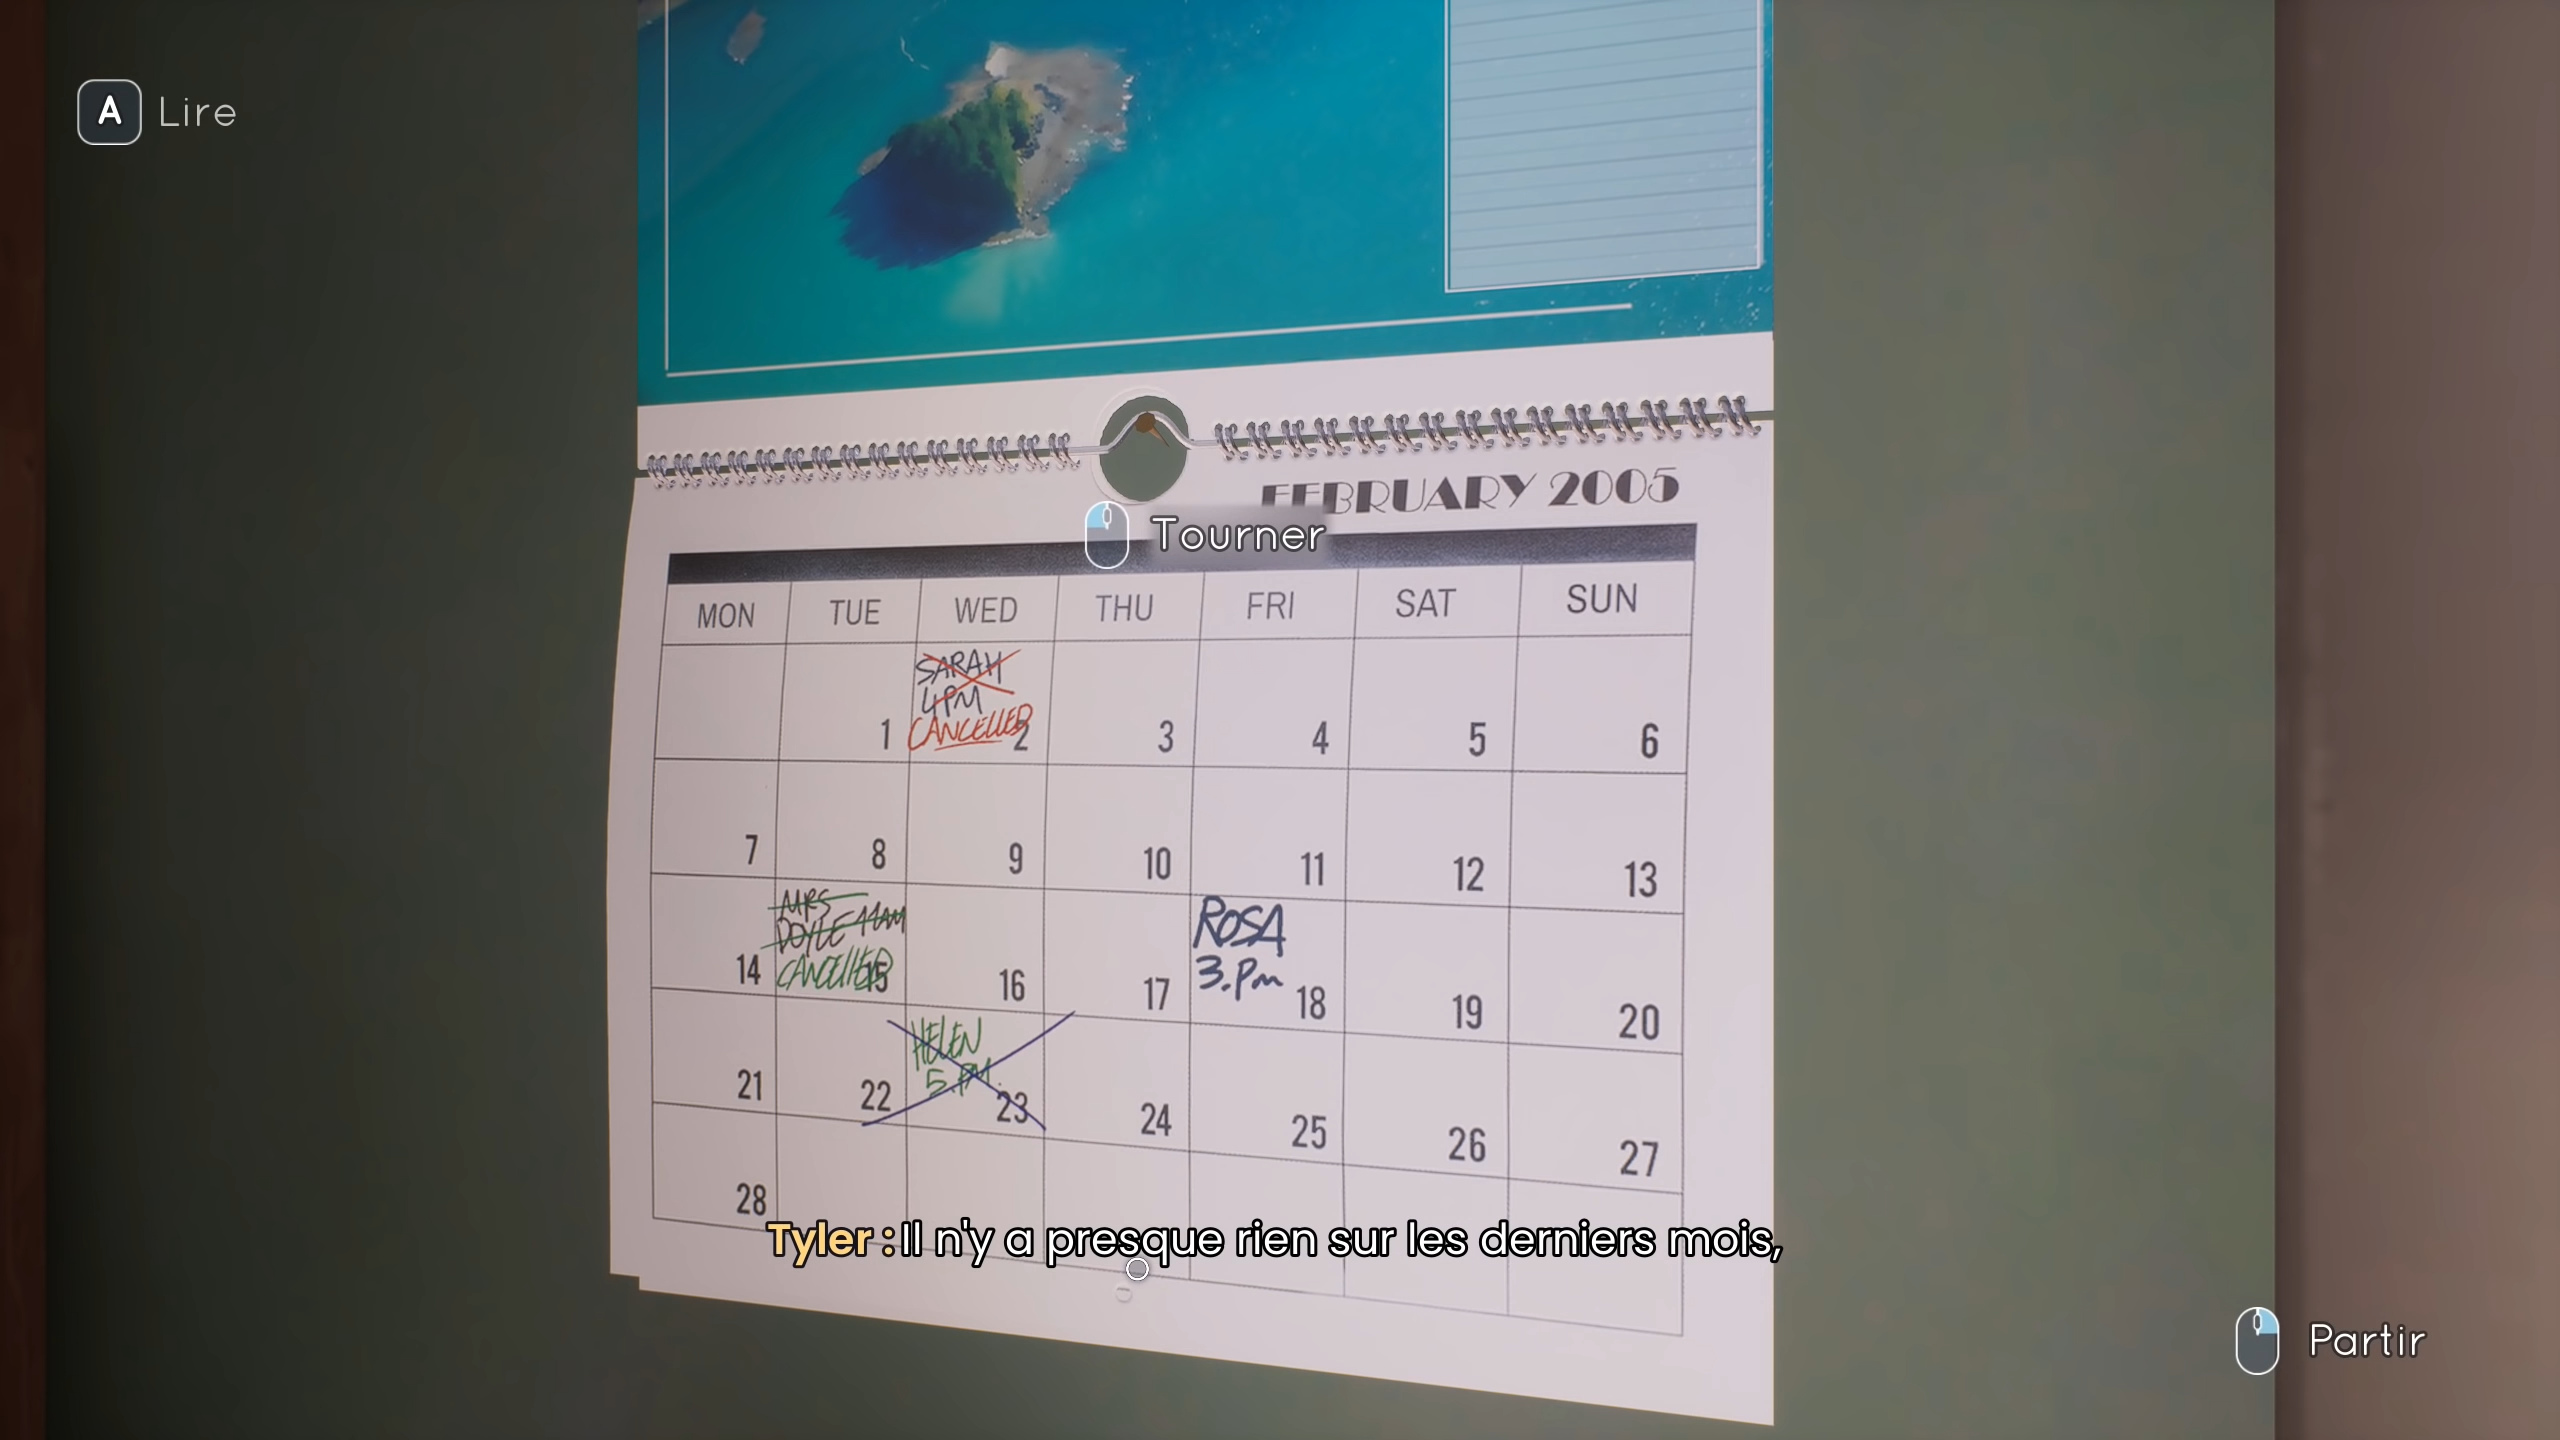 A Lire
FEBRUARY 2005
Tourner
MON TUE WED THU FRI SAT SUN
SARAH
4PM
CANCELLED
1 2 3 4 5 6
7 8 9 10 11 12 13
MRS
DOYLE 11AM
CANCELLED
ROSA
3.Pm
14 15 16 17 18 19 20
HELEN
5.PM.
21 22 23 24 25 26 27
28
Tyler : Il n'y a presque rien sur les derniers mois,
Partir